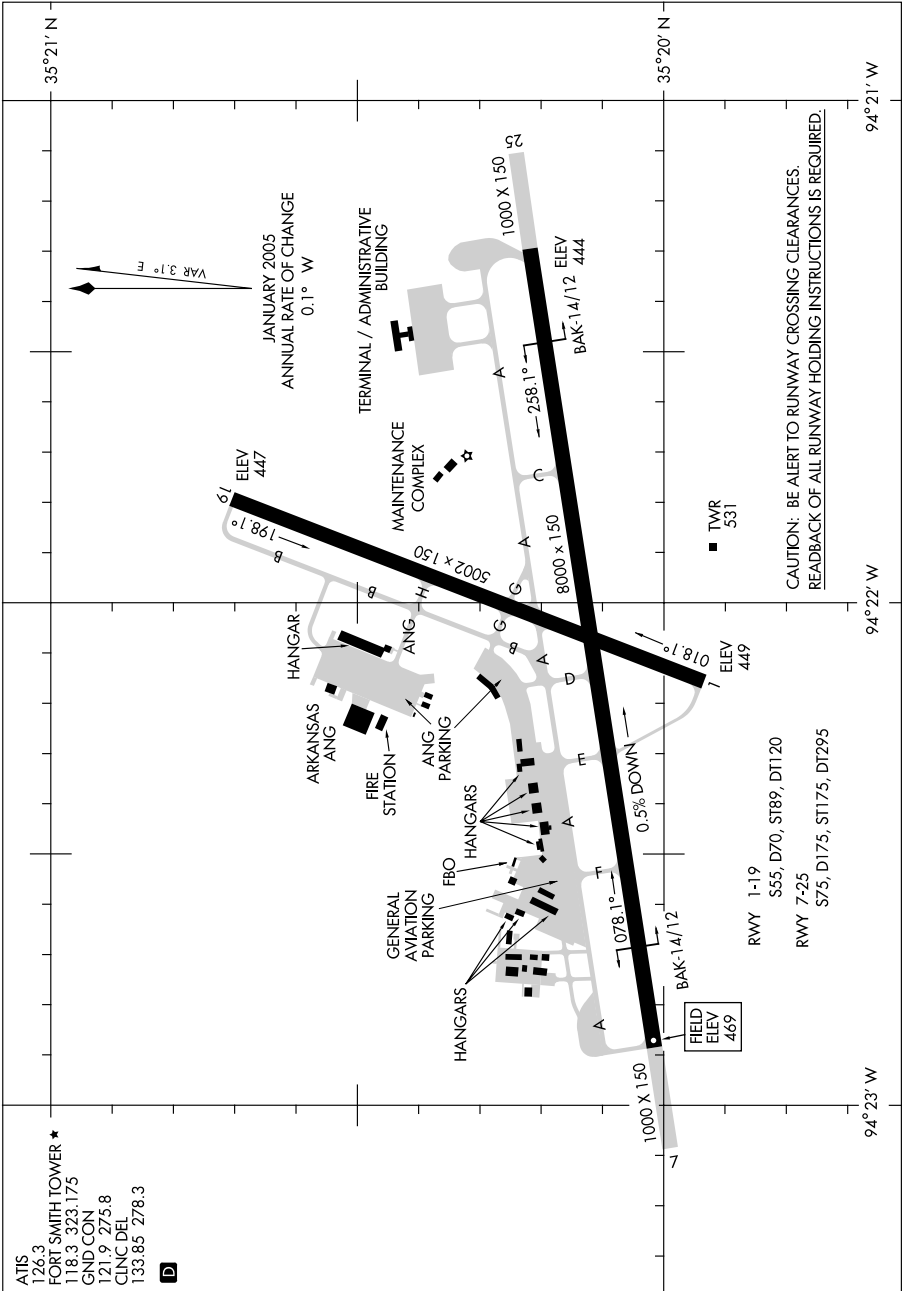 ATIS
126.3
FORT SMITH TOWER ★
118.3 323.175
GND CON
121.9 275.8
CLNC DEL
133.85 278.3
D
35°21' N
35°20' N
94°21' W
94°22' W
94°23' W
VAR 3.1° E
JANUARY 2005
ANNUAL RATE OF CHANGE
0.1° W
TERMINAL / ADMINISTRATIVE
BUILDING
MAINTENANCE
COMPLEX
19
ELEV
447
198.1°
5002 x 150
B
B
H
G
G
B
HANGAR
ANG
ARKANSAS
ANG
FIRE
STATION
ANG
PARKING
HANGARS
FBO
GENERAL
AVIATION
PARKING
HANGARS
25
1000 X 150
ELEV
444
BAK-14/12
258.1°
A
C
A
8000 x 150
A
D
E
A
F
A
018.1°
1
ELEV
449
0.5% DOWN
078.1°
BAK-14/12
FIELD
ELEV
469
1000 X 150
7
TWR
531
RWY 1-19
S55, D70, ST89, DT120
RWY 7-25
S75, D175, ST175, DT295
CAUTION: BE ALERT TO RUNWAY CROSSING CLEARANCES.
READBACK OF ALL RUNWAY HOLDING INSTRUCTIONS IS REQUIRED.